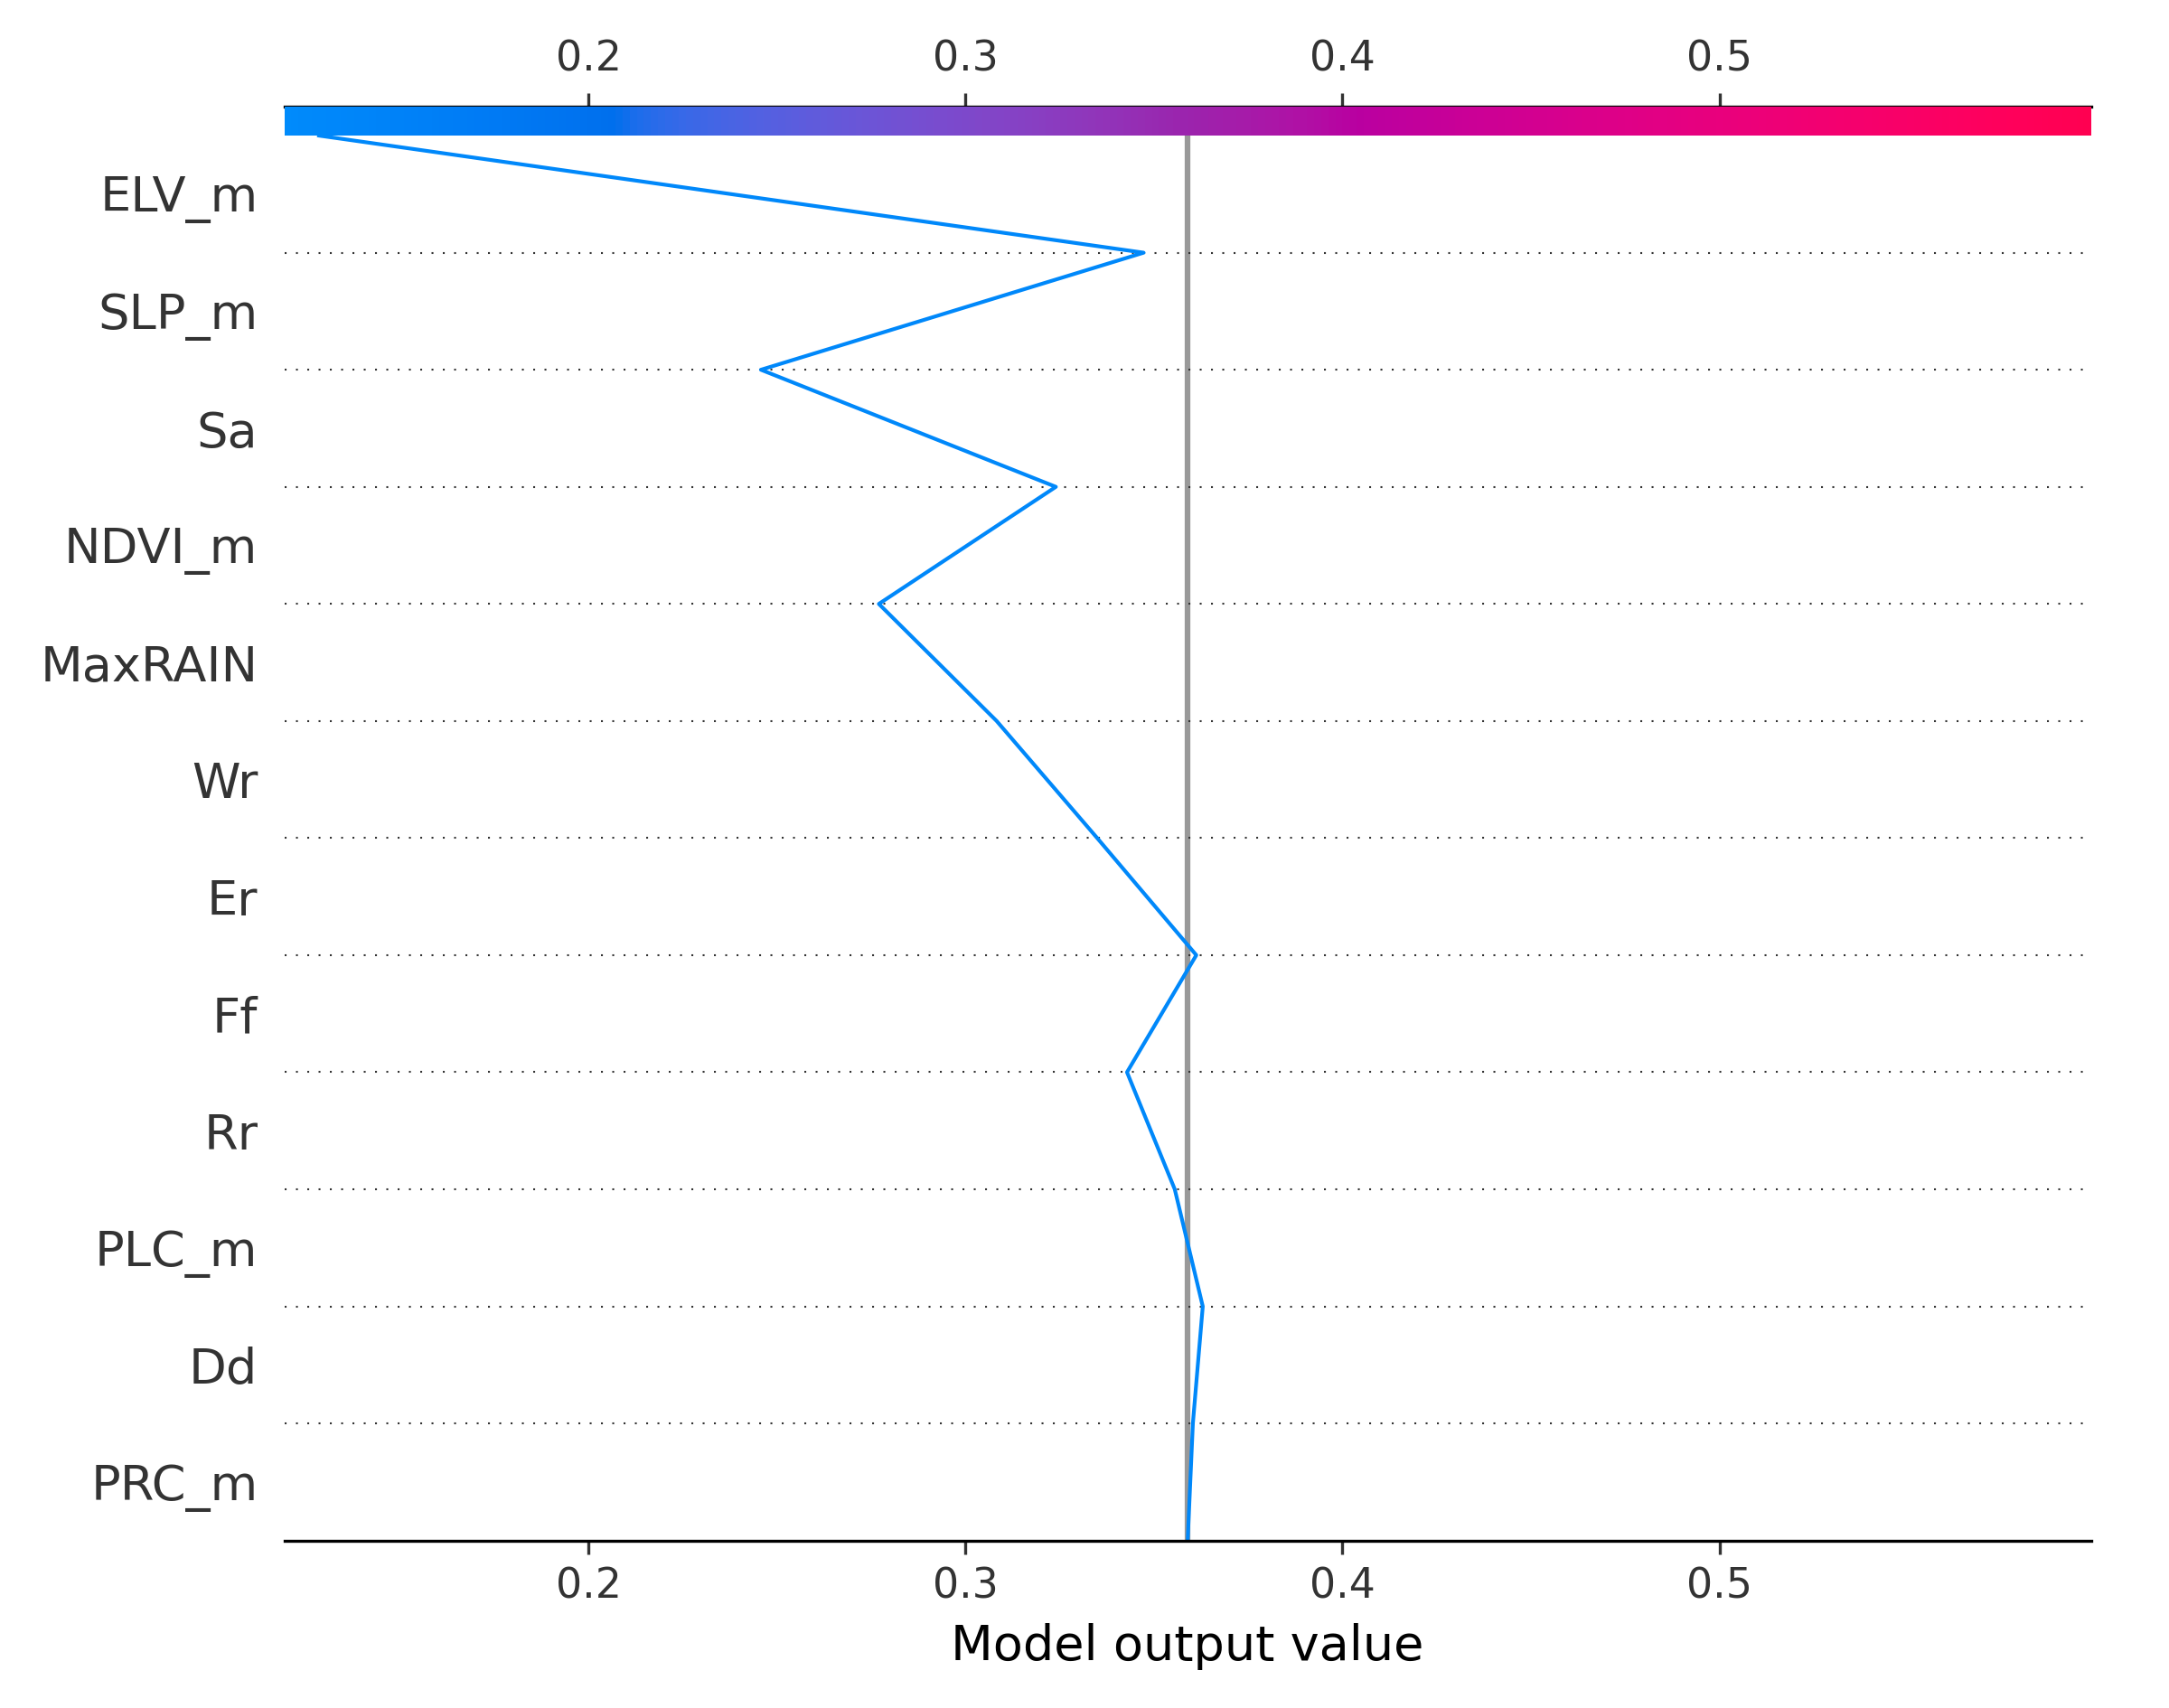 0.2 0.3 0.4 0.5
ELV_m
SLP_m
Sa
NDVI_m
MaxRAIN
Wr
Er
Ff
Rr
PLC_m
Dd
PRC_m
0.2 0.3 0.4 0.5
Model output value